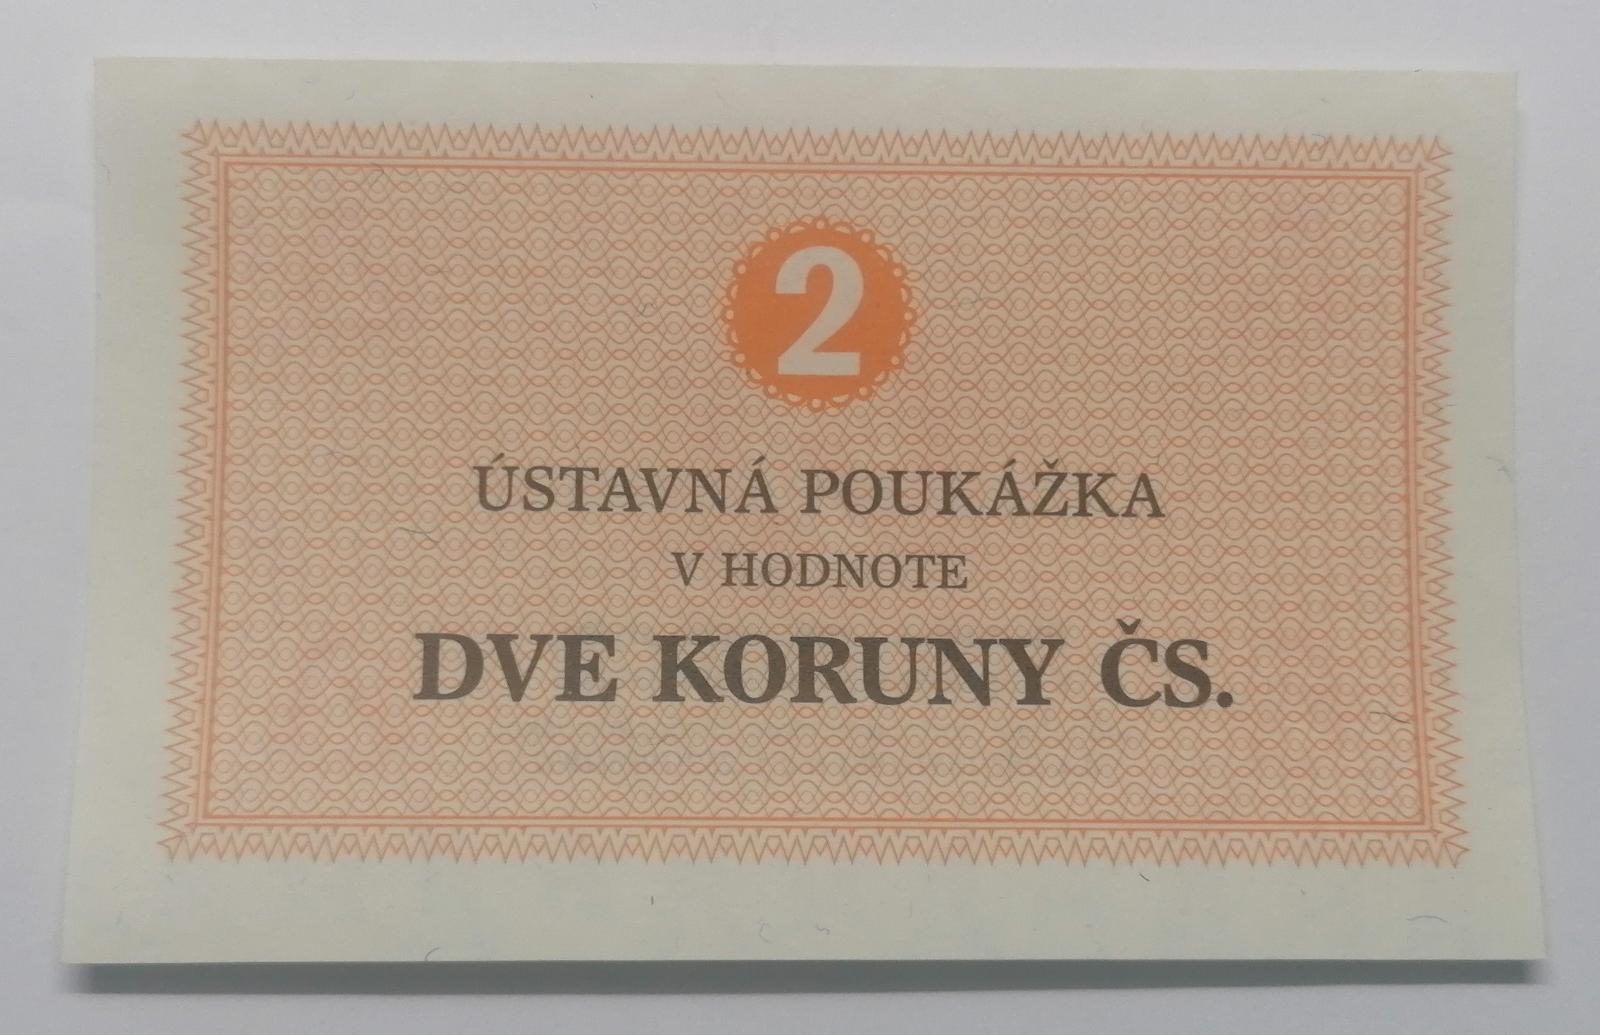 2
ÚSTAVNÁ POUKÁŽKA
V HODNOTE
DVE KORUNY ČS.